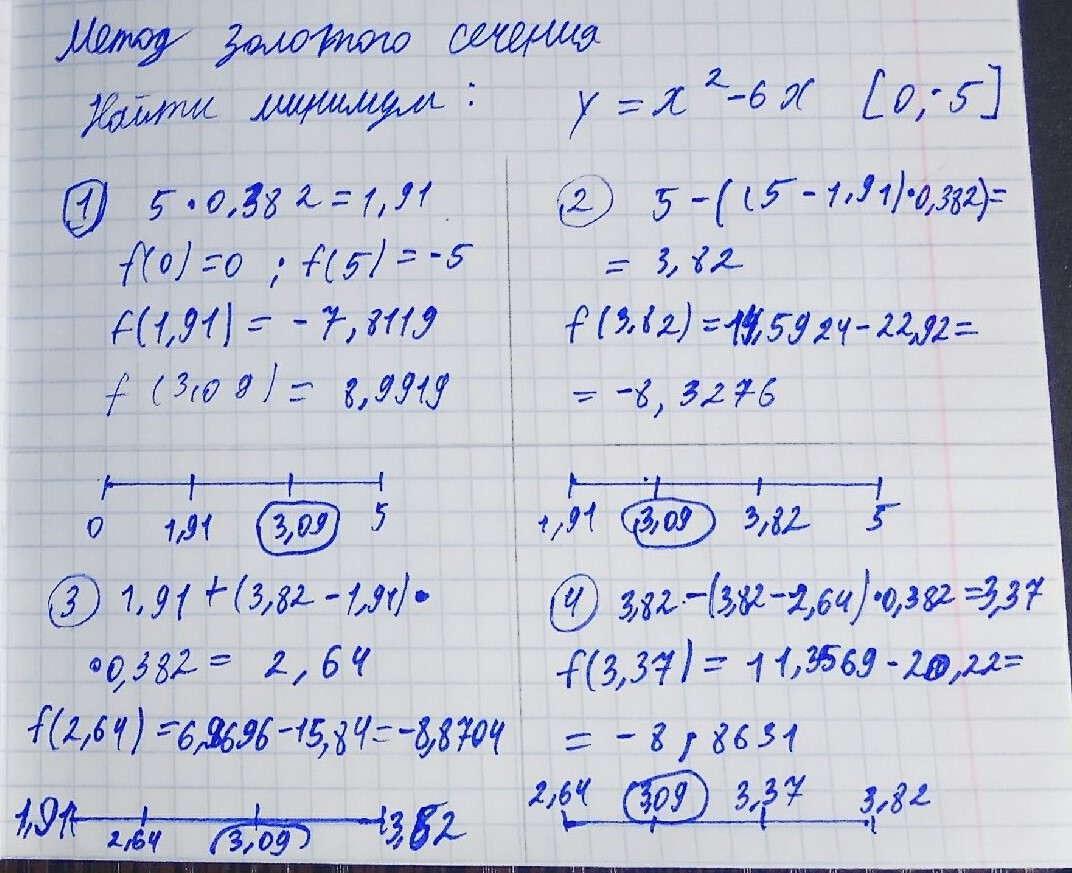 Метод золотого сечения
Найти минимум: y = x² - 6x [0; 5]
① 5 · 0,382 = 1,91
f(0) = 0 ; f(5) = -5
f(1,91) = -7,8119
f(3,09) = 8,9919
0 1,91 3,09 5
② 5 - ((5 - 1,91) · 0,382) =
= 3,82
f(3,82) = 14,5924 - 22,92 =
= -8,3276
1,91 3,09 3,82 5
③ 1,91 + (3,82 - 1,91) ·
· 0,382 = 2,64
f(2,64) = 6,9696 - 15,84 = -8,8704
1,91 2,64 3,09 3,82
④ 3,82 - (3,82 - 2,64) · 0,382 = 3,37
f(3,37) = 11,3569 - 20,22 =
= -8,8631
2,64 3,09 3,37 3,82